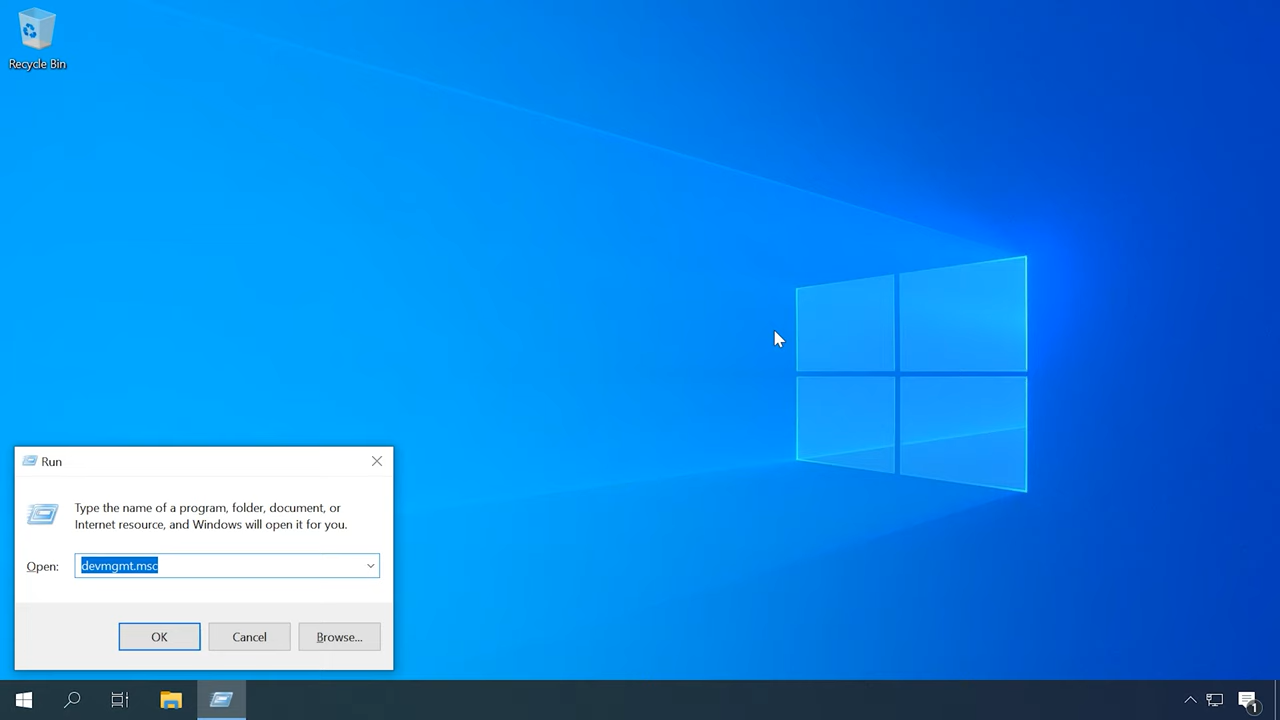 Recycle Bin
Run
Type the name of a program, folder, document, or
Internet resource, and Windows will open it for you.
Open:
devmgmt.msc
OK
Cancel
Browse...
1